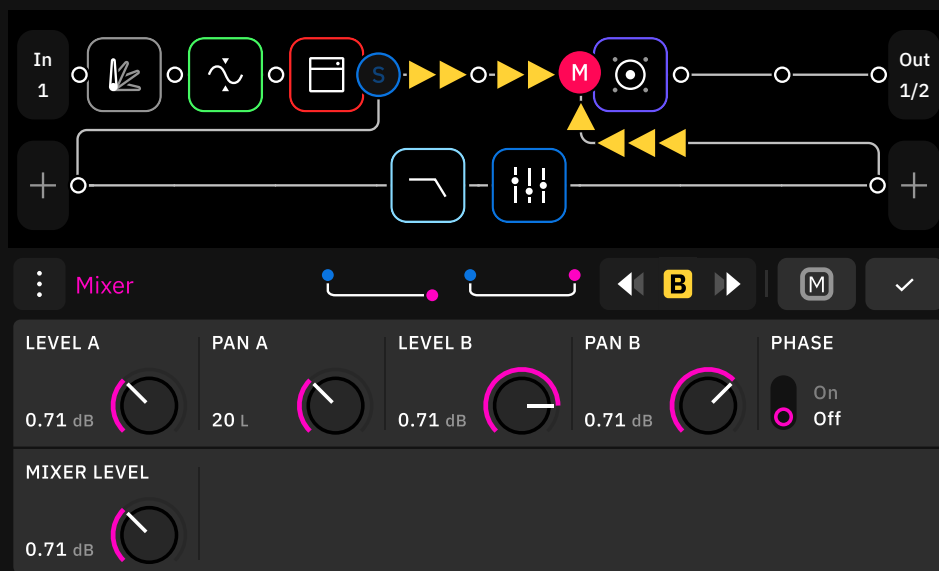 In
1
S
M
Out
1/2
Mixer
B
M
LEVEL A
0.71 dB
PAN A
20 L
LEVEL B
0.71 dB
PAN B
0.71 dB
PHASE
On
Off
MIXER LEVEL
0.71 dB